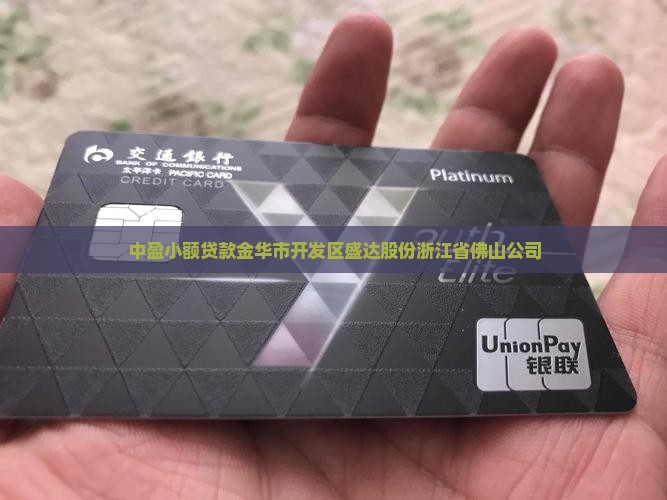 交通銀行
BANK OF COMMUNICATIONS
太平洋卡 PACIFIC CARD
CREDIT CARD
Platinum
中盈小额贷款金华市开发区盛达股份浙江省佛山公司
Elite
UnionPay
银联